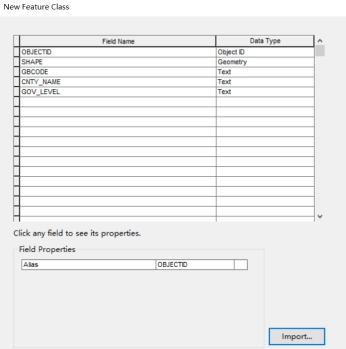 New Feature Class
Field Name Data Type
OBJECTID Object ID
SHAPE Geometry
GBCODE Text
CNTY_NAME Text
GOV_LEVEL Text
Click any field to see its properties.
Field Properties
Alias OBJECTID
Import...